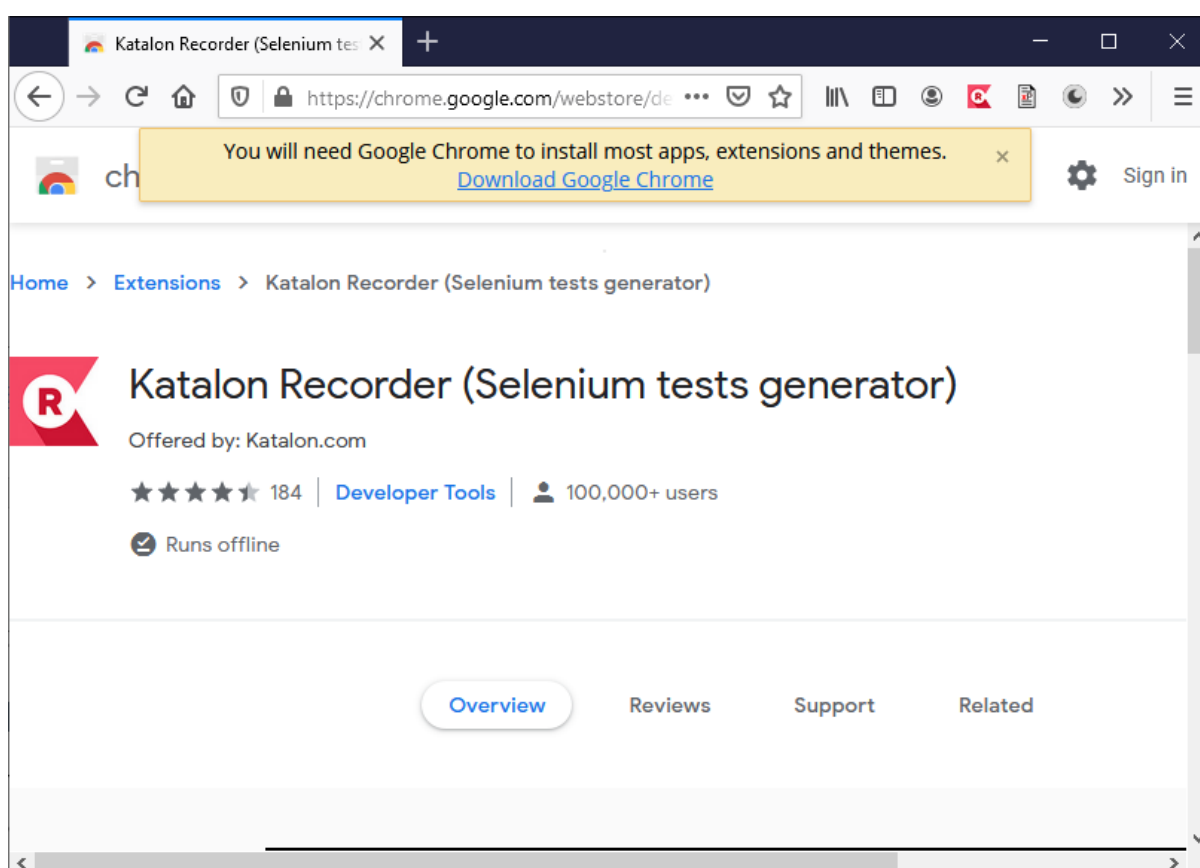 Katalon Recorder (Selenium tes
https://chrome.google.com/webstore/de
You will need Google Chrome to install most apps, extensions and themes.
Download Google Chrome
ch
Sign in
Home > Extensions > Katalon Recorder (Selenium tests generator)
R
Katalon Recorder (Selenium tests generator)
Offered by: Katalon.com
184 | Developer Tools | 100,000+ users
Runs offline
Overview Reviews Support Related